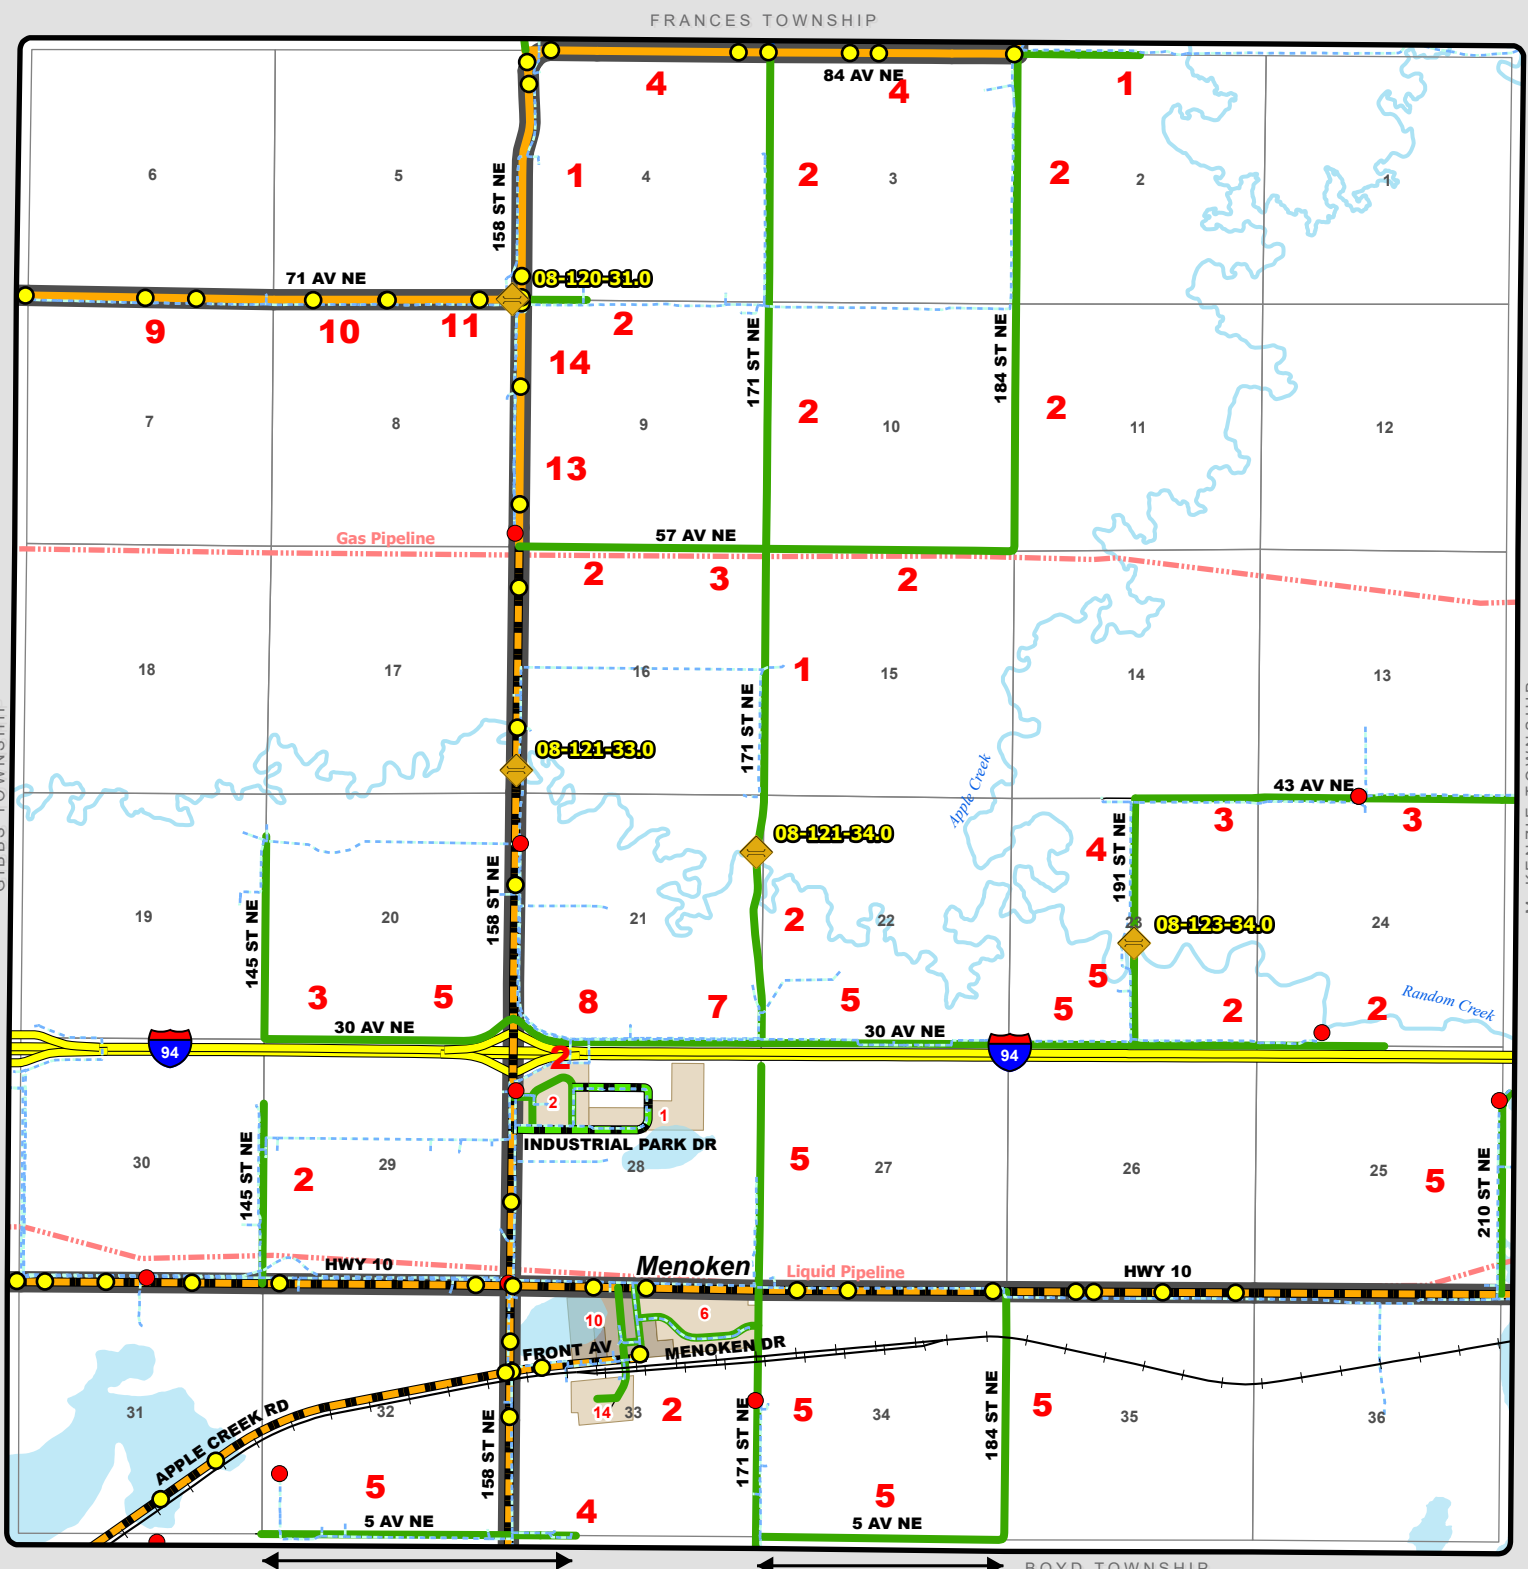 FRANCES TOWNSHIP
84 AV NE
4
4
1
6
5
158 ST NE
1
4
2
3
2
2
1
71 AV NE
08-120-31.0
9
10
11
2
14
171 ST NE
184 ST NE
7
8
13
9
2
10
2
11
12
Gas Pipeline
57 AV NE
2
3
2
18
17
16
1
15
14
13
171 ST NE
08-121-33.0
Apple Creek
43 AV NE
08-121-34.0
3
3
4
191 ST NE
19
145 ST NE
20
158 ST NE
21
2
22
23
08-123-34.0
24
3
5
8
7
5
5
5
2
2
Random Creek
30 AV NE
30 AV NE
94
94
2
2
1
INDUSTRIAL PARK DR
30
145 ST NE
2
29
28
5
27
26
25
5
210 ST NE
HWY 10
Menoken
Liquid Pipeline
HWY 10
10
6
FRONT AV
MENOKEN DR
31
APPLE CREEK RD
32
14
33
2
171 ST NE
5
34
184 ST NE
5
35
36
158 ST NE
5
4
5
5 AV NE
5 AV NE
BOYD TOWNSHIP